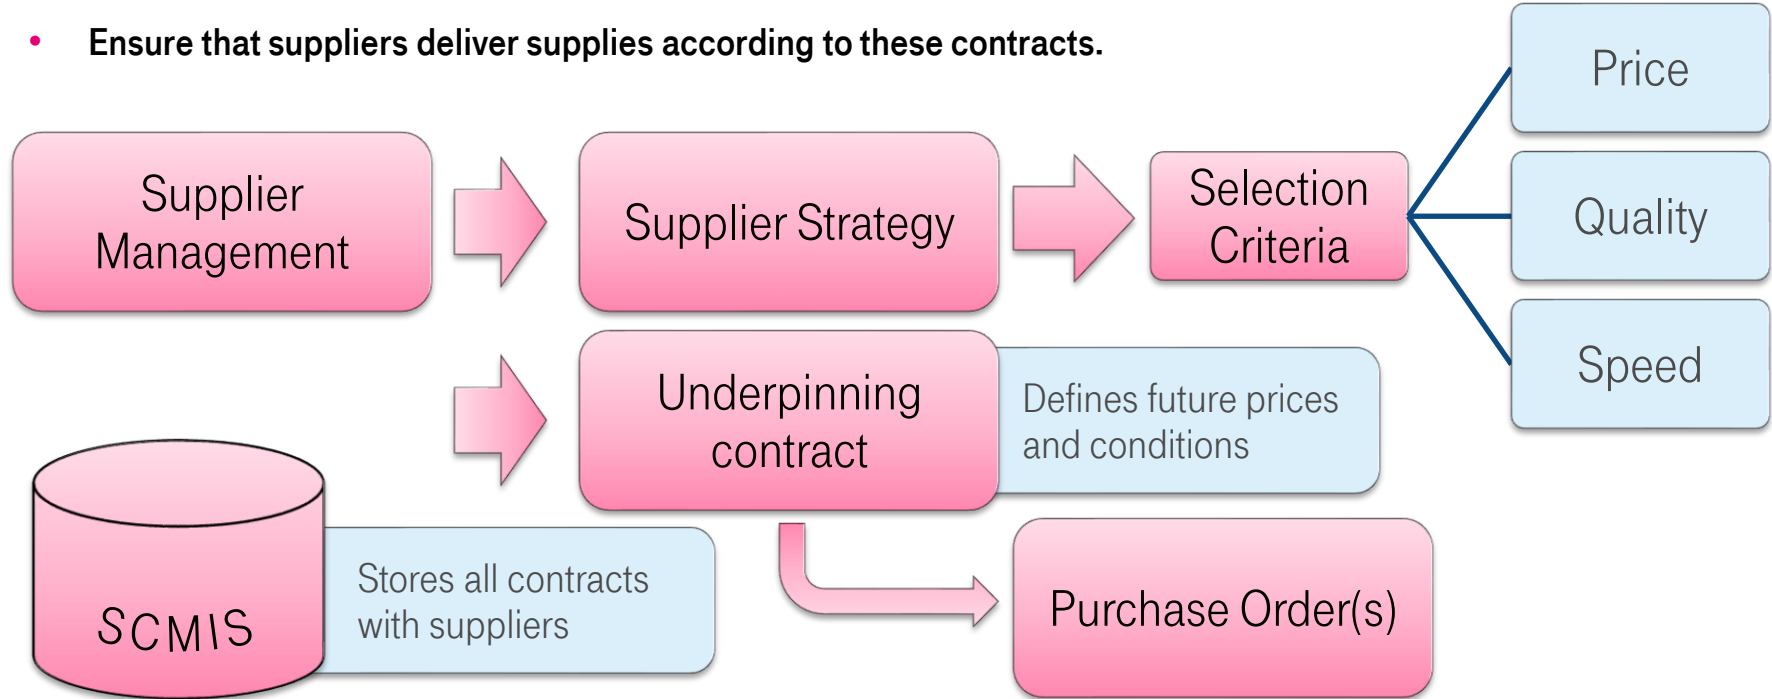 • Ensure that suppliers deliver supplies according to these contracts.
Supplier
Management
Supplier Strategy
Selection
Criteria
Price
Quality
Speed
Underpinning
contract
Defines future prices
and conditions
SCMIS
Stores all contracts
with suppliers
Purchase Order(s)